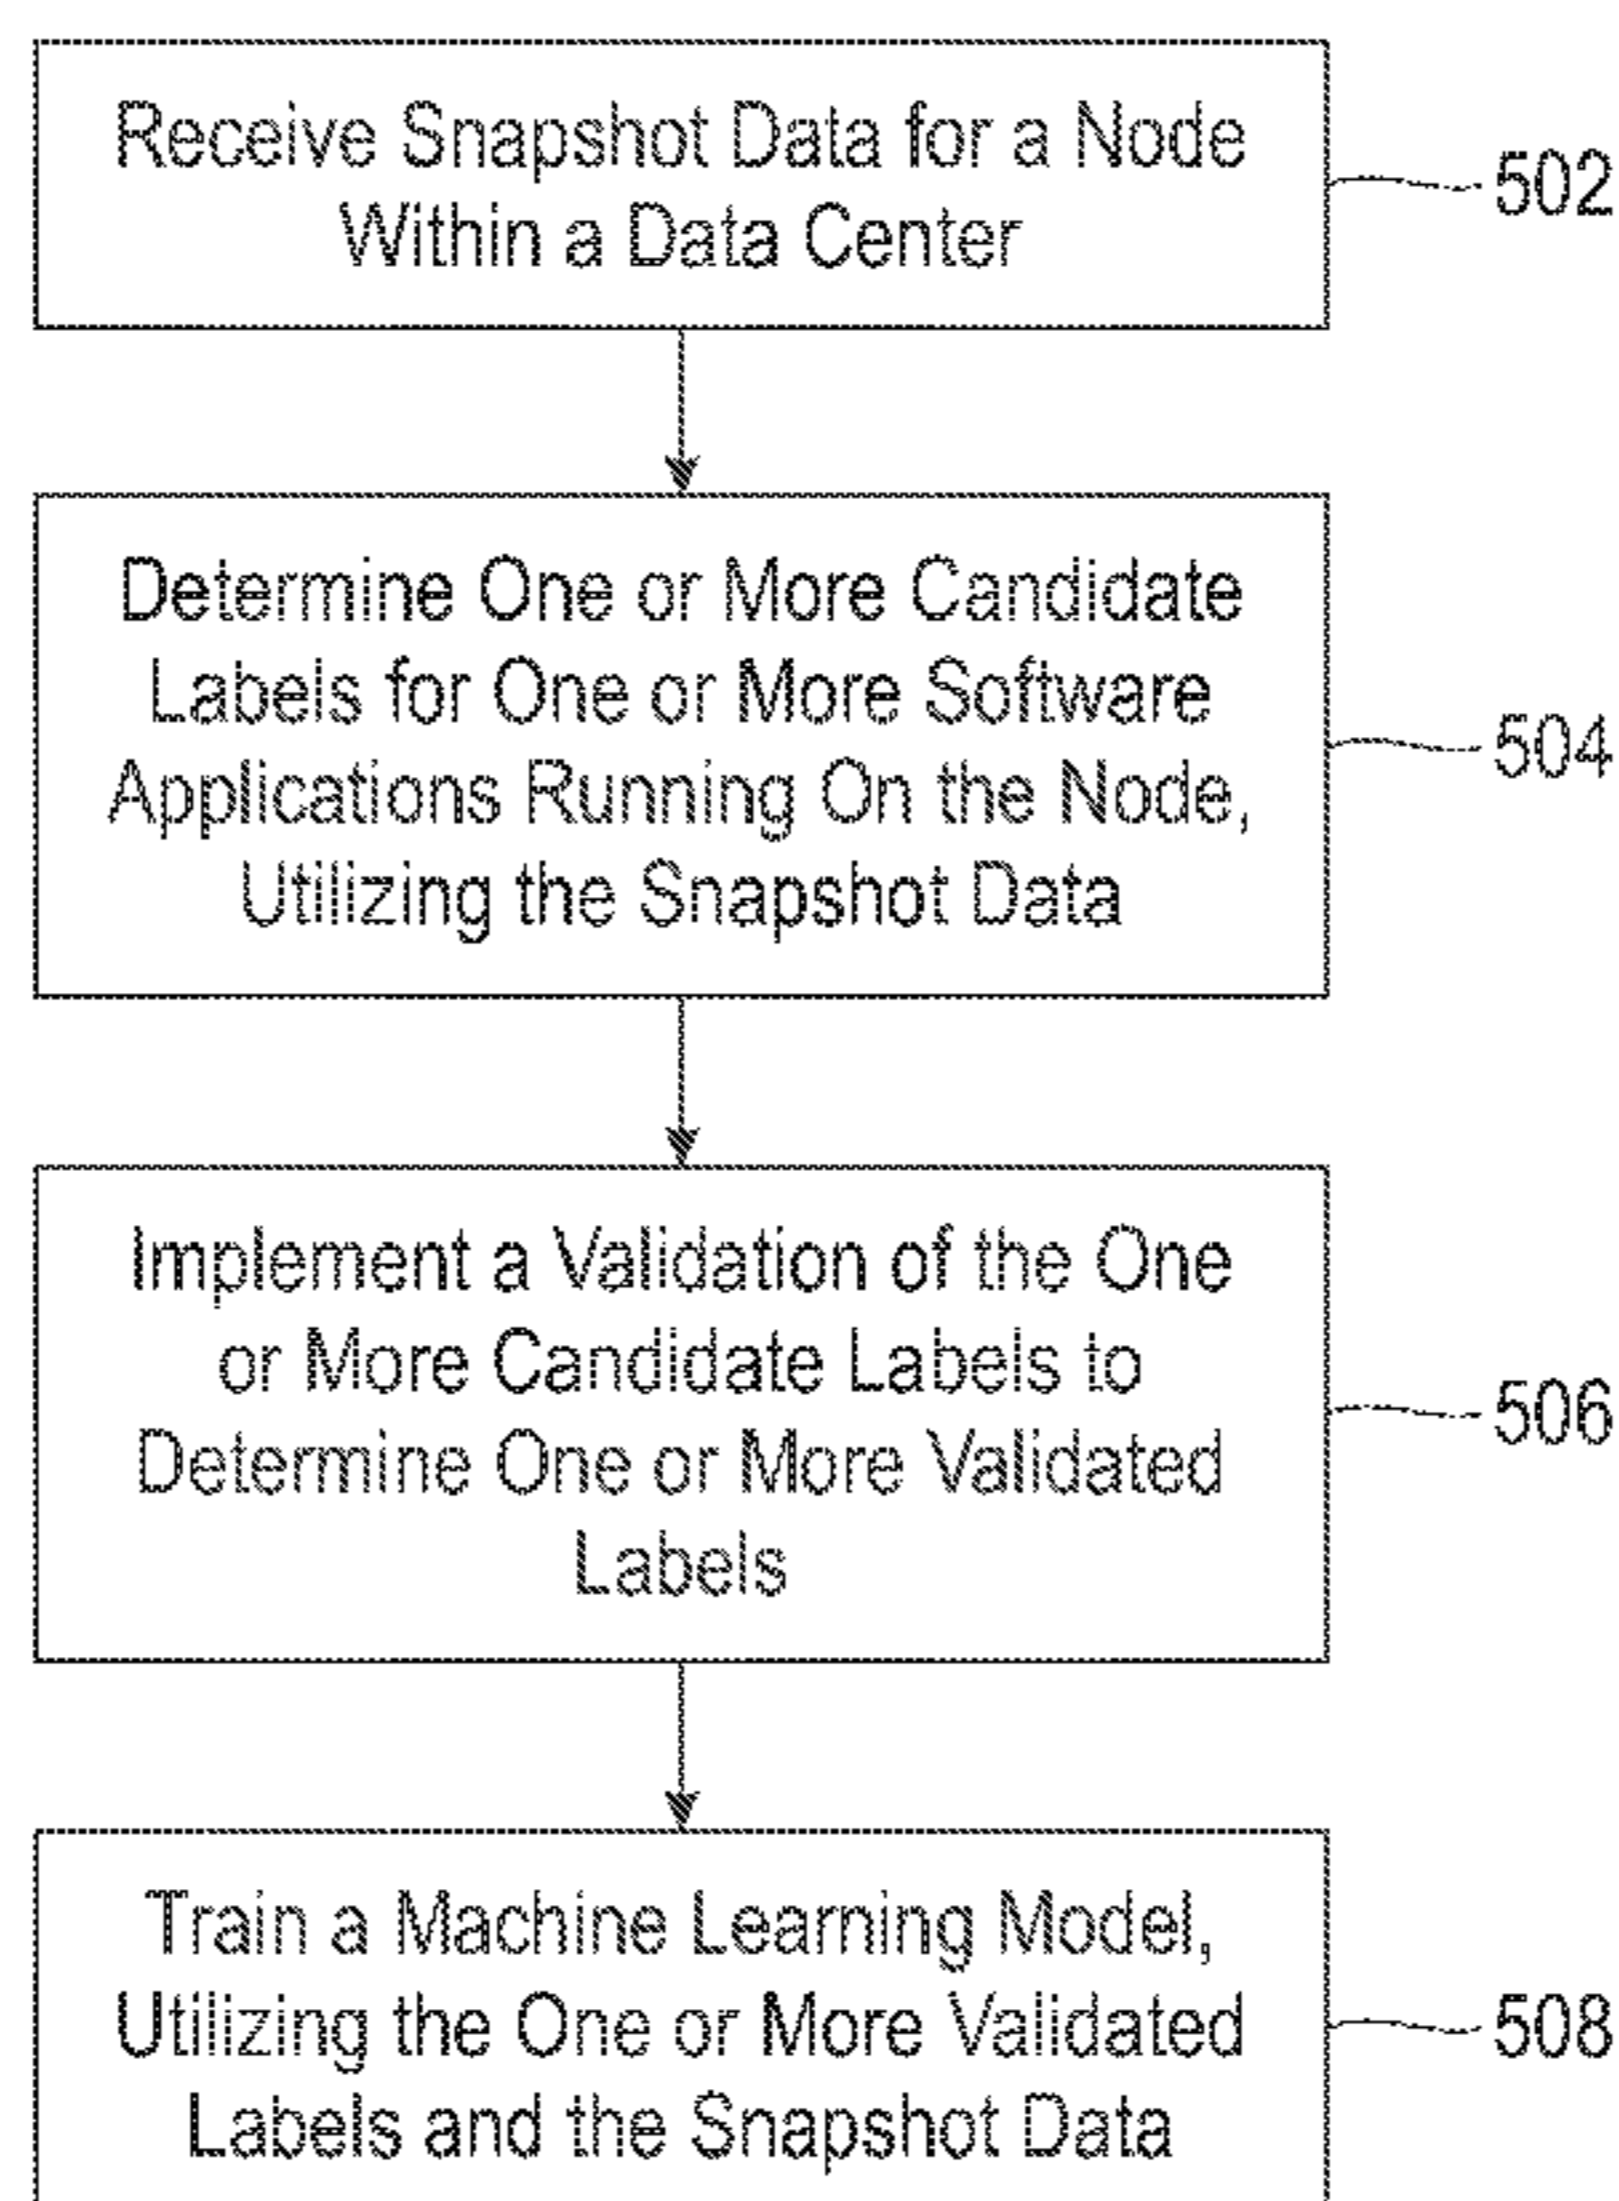 Receive Snapshot Data for a Node
Within a Data Center
502
Determine One or More Candidate
Labels for One or More Software
Applications Running On the Node,
Utilizing the Snapshot Data
504
Implement a Validation of the One
or More Candidate Labels to
Determine One or More Validated
Labels
506
Train a Machine Learning Model,
Utilizing the One or More Validated
Labels and the Snapshot Data
508